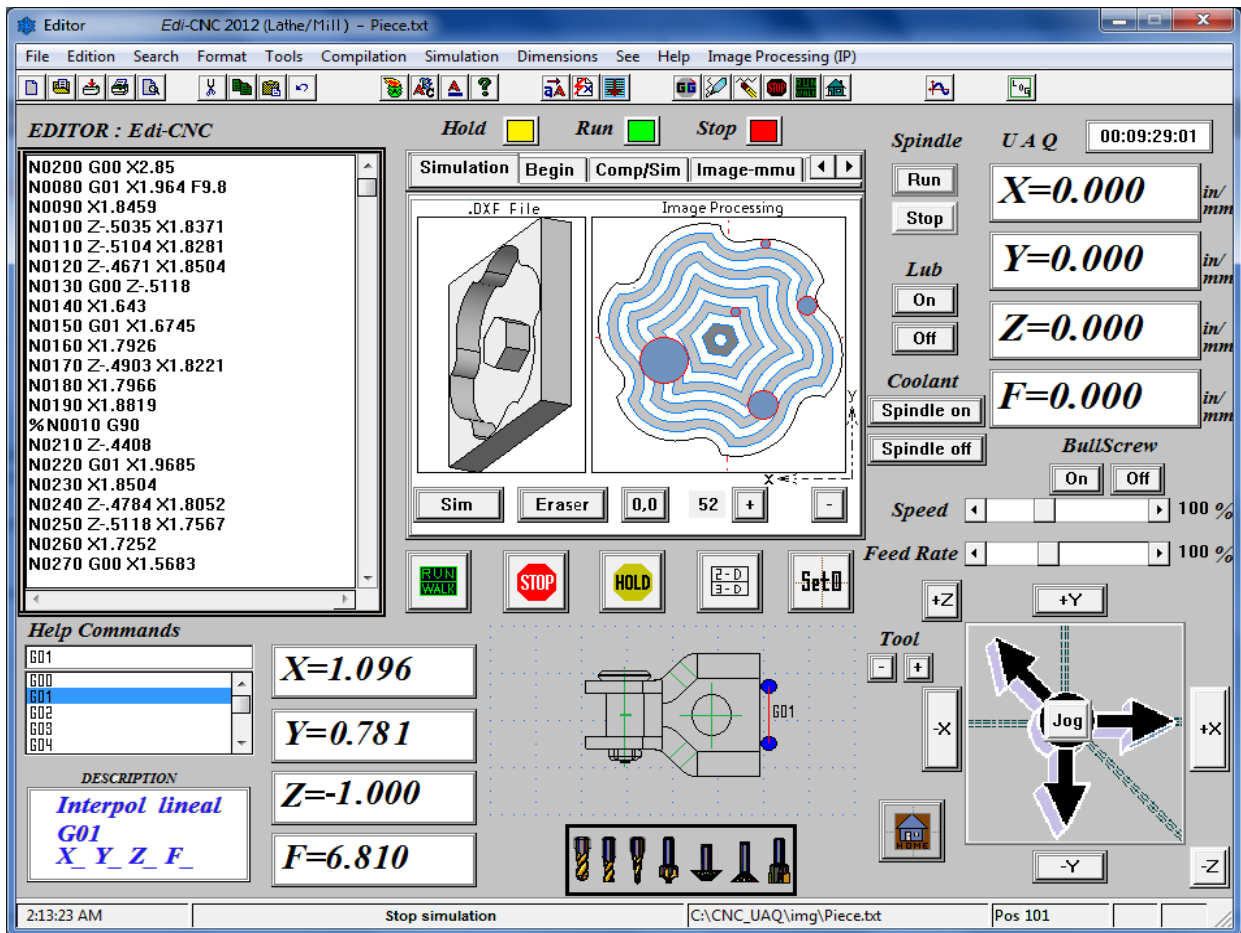 Editor Edi-CNC 2012 (Lathe/Mill) – Piece.txt
File Edition Search Format Tools Compilation Simulation Dimensions See Help Image Processing (IP)
EDITOR : Edi-CNC
N0200 G00 X2.85
N0080 G01 X1.964 F9.8
N0090 X1.8459
N0100 Z-.5035 X1.8371
N0110 Z-.5104 X1.8281
N0120 Z-.4671 X1.8504
N0130 G00 Z-.5118
N0140 X1.643
N0150 G01 X1.6745
N0160 X1.7926
N0170 Z-.4903 X1.8221
N0180 X1.7966
N0190 X1.8819
%N0010 G90
N0210 Z-.4408
N0220 G01 X1.9685
N0230 X1.8504
N0240 Z-.4784 X1.8052
N0250 Z-.5118 X1.7567
N0260 X1.7252
N0270 G00 X1.5683
Hold Run Stop
Simulation Begin Comp/Sim Image-mmu
.DXF File Image Processing
Y
X
Sim Eraser 0,0 52 + -
RUN WALK STOP HOLD 2-D 3-D Set0
Spindle
Run
Stop
Lub
On
Off
Coolant
Spindle on
Spindle off
U A Q 00:09:29:01
X=0.000 in/mm
Y=0.000 in/mm
Z=0.000 in/mm
F=0.000 in/mm
BullScrew
On Off
Speed 100 %
Feed Rate 100 %
+Z +Y
Tool
- +
-X Jog +X
HOME
-Y -Z
Help Commands
G01
G00
G01
G02
G03
G04
DESCRIPTION
Interpol lineal
G01
X_ Y_ Z_ F_
X=1.096
Y=0.781
Z=-1.000
F=6.810
G01
2:13:23 AM Stop simulation C:\CNC_UAQ\img\Piece.txt Pos 101